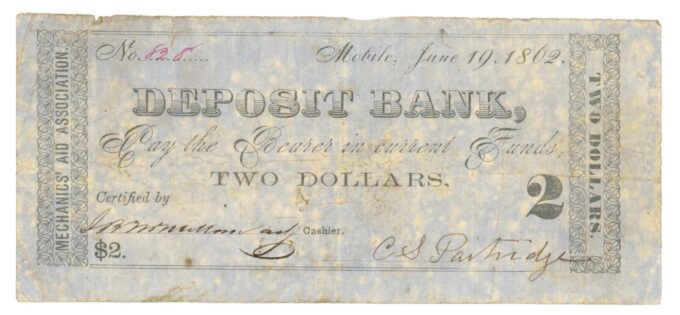 MECHANICS' AID ASSOCIATION.
No. 828
Mobile, June 19, 1862.
DEPOSIT BANK,
Pay the Bearer in current Funds,
TWO DOLLARS.
2
Certified by
Cashier.
$2.
C S Partridge
TWO DOLLARS.